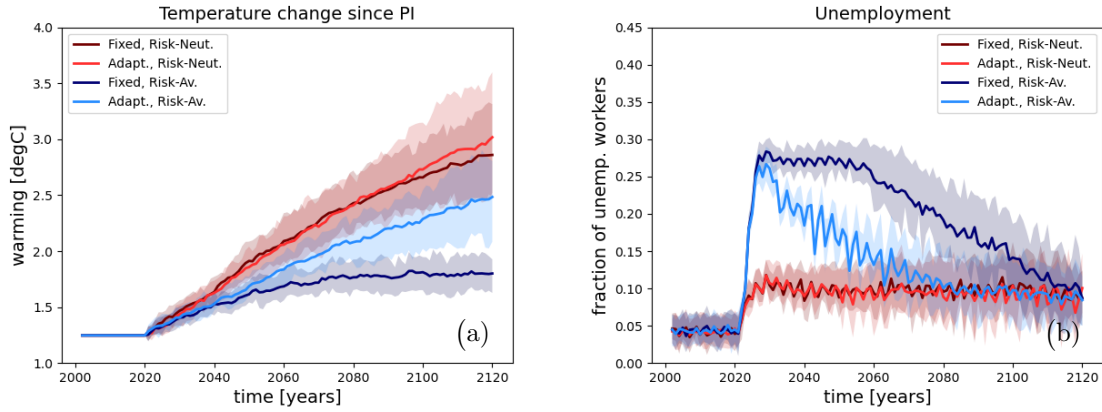 Temperature change since PI
4.0
3.5
3.0
2.5
2.0
1.5
1.0
warming [degC]
Fixed, Risk-Neut.
Adapt., Risk-Neut.
Fixed, Risk-Av.
Adapt., Risk-Av.
(a)
2000 2020 2040 2060 2080 2100 2120
time [years]
Unemployment
0.45
0.40
0.35
0.30
0.25
0.20
0.15
0.10
0.05
0.00
fraction of unemp. workers
Fixed, Risk-Neut.
Adapt., Risk-Neut.
Fixed, Risk-Av.
Adapt., Risk-Av.
(b)
2000 2020 2040 2060 2080 2100 2120
time [years]